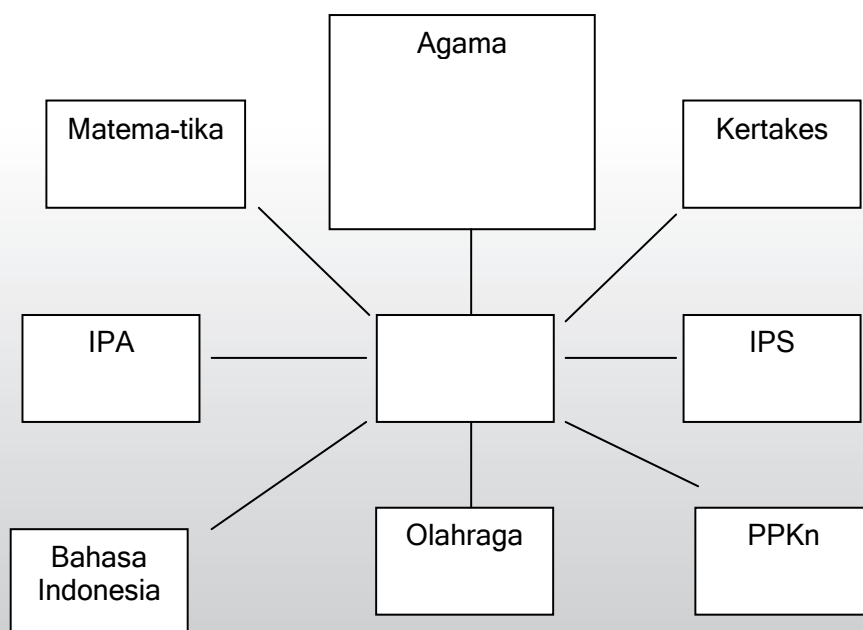 Agama
Matema-tika
Kertakes
IPA
IPS
Bahasa
Indonesia
Olahraga
PPKn